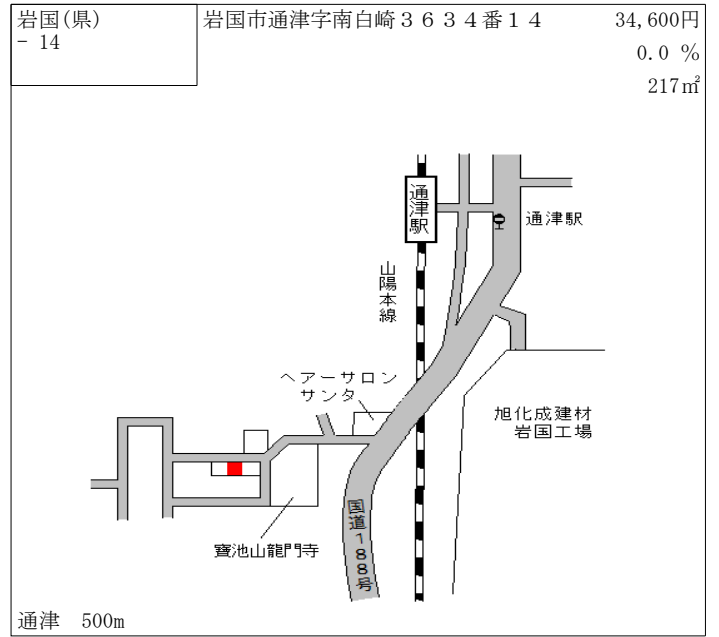 岩国(県)
- 14
岩国市通津字南白崎３６３４番１４
34,600円
0.0 %
217㎡
通津駅
通津駅
山陽本線
ヘアーサロン
サンタ
旭化成建材
岩国工場
寶池山龍門寺
国道188号
通津 500m